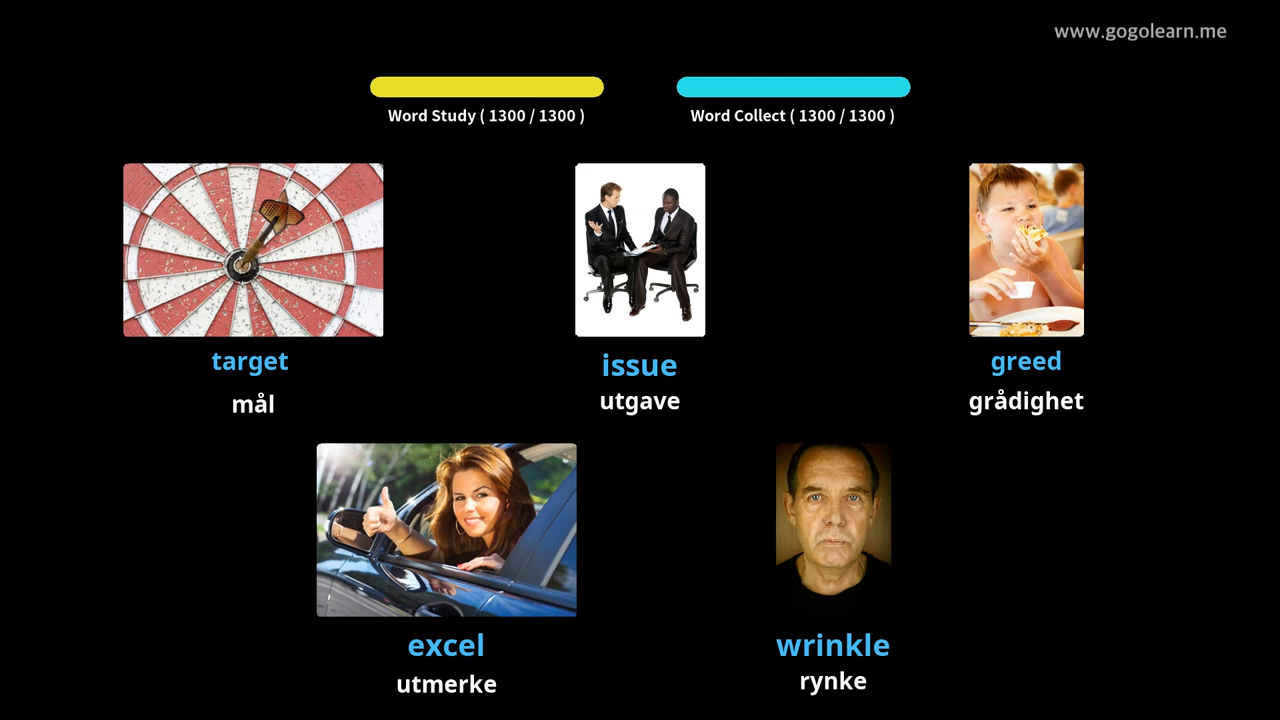 www.gogolearn.me
Word Study ( 1300 / 1300 )
Word Collect ( 1300 / 1300 )
target
issue
greed
mål
utgave
grådighet
excel
wrinkle
utmerke
rynke